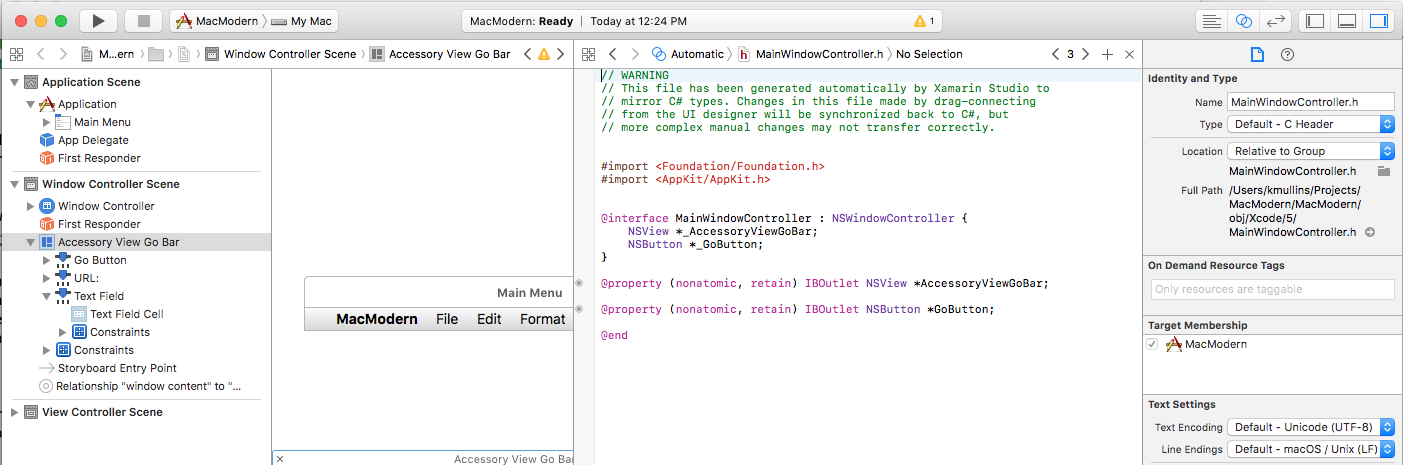 MacModern My Mac
MacModern: Ready Today at 12:24 PM 1
M...ern Window Controller Scene Accessory View Go Bar
Automatic h MainWindowController.h No Selection 3
Application Scene
Application
Main Menu
App Delegate
First Responder
Window Controller Scene
Window Controller
First Responder
Accessory View Go Bar
Go Button
URL:
Text Field
Text Field Cell
Constraints
Constraints
Storyboard Entry Point
Relationship "window content" to "...
View Controller Scene
Main Menu
MacModern File Edit Format
Accessory View Go Bar
// WARNING
// This file has been generated automatically by Xamarin Studio to
// mirror C# types. Changes in this file made by drag-connecting
// from the UI designer will be synchronized back to C#, but
// more complex manual changes may not transfer correctly.
#import <Foundation/Foundation.h>
#import <AppKit/AppKit.h>
@interface MainWindowController : NSWindowController {
NSView *_AccessoryViewGoBar;
NSButton *_GoButton;
}
@property (nonatomic, retain) IBOutlet NSView *AccessoryViewGoBar;
@property (nonatomic, retain) IBOutlet NSButton *GoButton;
@end
Identity and Type
Name MainWindowController.h
Type Default - C Header
Location Relative to Group
MainWindowController.h
Full Path /Users/kmullins/Projects/
MacModern/MacModern/
obj/Xcode/5/
MainWindowController.h
On Demand Resource Tags
Only resources are taggable
Target Membership
MacModern
Text Settings
Text Encoding Default - Unicode (UTF-8)
Line Endings Default - macOS / Unix (LF)